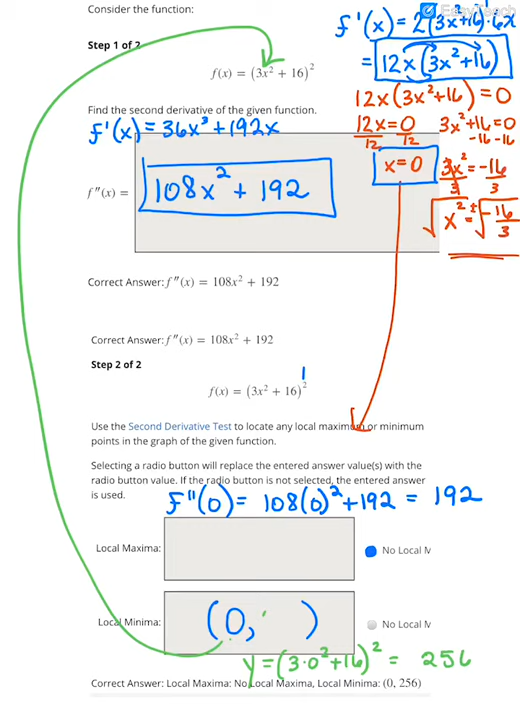 Consider the function:
EasyTeach
f'(x) = 2(3x²+16)¹·6x
Step 1 of 2
= 12x(3x²+16)
f(x) = (3x² + 16)²
12x(3x²+16) = 0
Find the second derivative of the given function.
f'(x) = 36x³ + 192x
12x = 0 3x²+16 = 0
12 12 -16 -16
x = 0 3x² = -16
3 3
f''(x) = 108x² + 192
√x² = ±√-16/3
Correct Answer: f''(x) = 108x² + 192
Correct Answer: f''(x) = 108x² + 192
Step 2 of 2
1
f(x) = (3x² + 16)²
Use the Second Derivative Test to locate any local maximum or minimum
points in the graph of the given function.
Selecting a radio button will replace the entered answer value(s) with the
radio button value. If the radio button is not selected, the entered answer
is used.
f''(0) = 108(0)² + 192 = 192
Local Maxima: No Local M
Local Minima: (0, ) No Local M
y = (3·0²+16)² = 256
Correct Answer: Local Maxima: No Local Maxima, Local Minima: (0, 256)